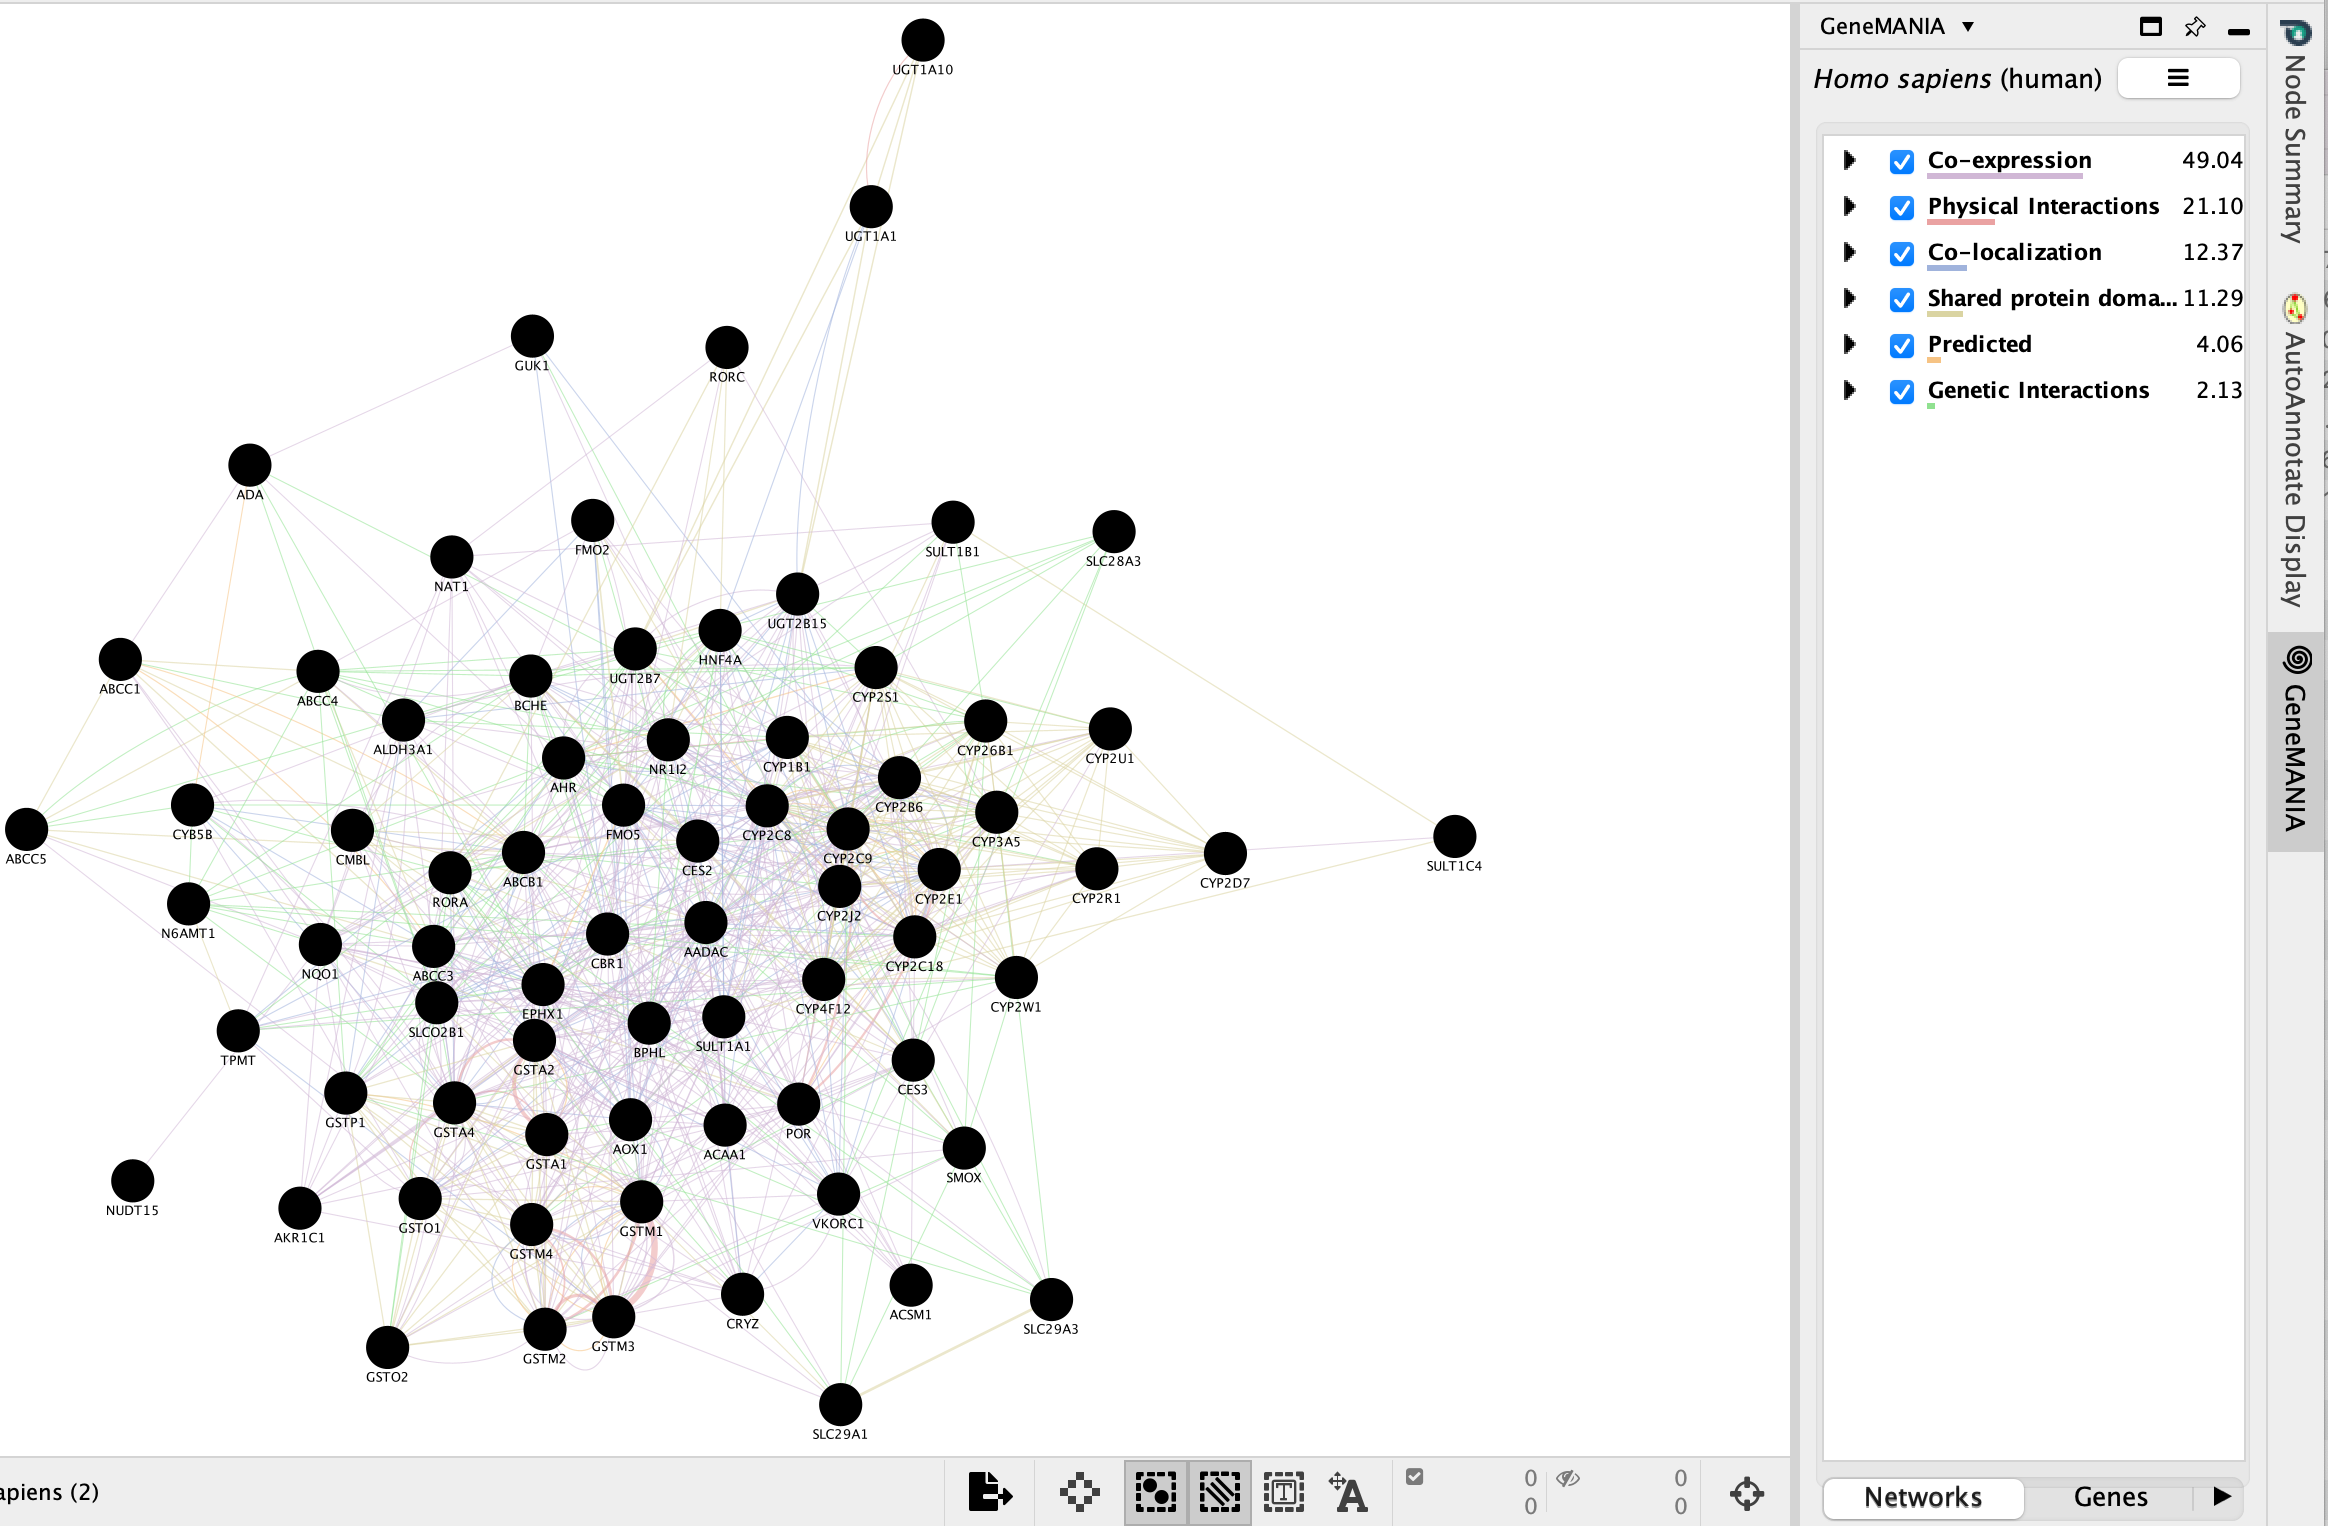 UGT1A10
UGT1A1
GUK1
RORC
ADA
FMO2
SULT1B1
SLC28A3
NAT1
UGT2B15
HNF4A
UGT2B7
ABCC1
ABCC4
BCHE
CYP2S1
ALDH3A1
CYP26B1
CYP2U1
NR1I2
CYP1B1
AHR
CYP2B6
CYB5B
FMO5
CYP2C8
CYP3A5
ABCC5
CMBL
CYP2C9
SULT1C4
CES2
ABCB1
CYP2D7
RORA
CYP2E1
CYP2R1
CYP2J2
N6AMT1
AADAC
CBR1
CYP2C18
NQO1
ABCC3
CYP4F12
CYP2W1
EPHX1
SLCO2B1
BPHL
SULT1A1
TPMT
GSTA2
CES3
GSTP1
GSTA4
POR
GSTA1
AOX1
ACAA1
SMOX
NUDT15
AKR1C1
GSTO1
GSTM4
GSTM1
VKORC1
CRYZ
ACSM1
SLC29A3
GSTM2
GSTM3
GSTO2
SLC29A1
apiens (2)
0
0
0
0
GeneMANIA
Homo sapiens (human)
Co-expression 49.04
Physical Interactions 21.10
Co-localization 12.37
Shared protein doma... 11.29
Predicted 4.06
Genetic Interactions 2.13
Networks
Genes
Node Summary
AutoAnnotate Display
GeneMANIA